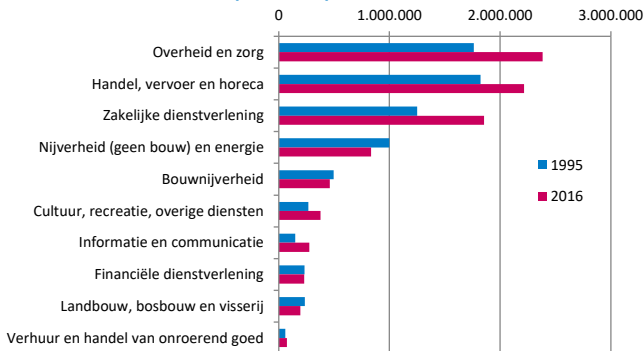 0 1.000.000 2.000.000 3.000.000
Overheid en zorg
Handel, vervoer en horeca
Zakelijke dienstverlening
Nijverheid (geen bouw) en energie
1995
Bouwnijverheid
2016
Cultuur, recreatie, overige diensten
Informatie en communicatie
Financiële dienstverlening
Landbouw, bosbouw en visserij
Verhuur en handel van onroerend goed